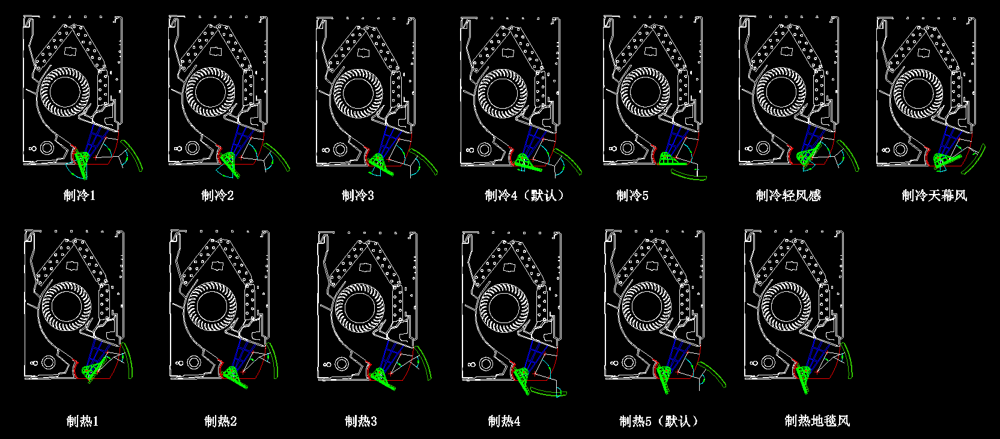 制冷1
制冷2
制冷3
制冷4（默认）
制冷5
制冷轻风感
制冷天幕风
制热1
制热2
制热3
制热4
制热5（默认）
制热地毯风